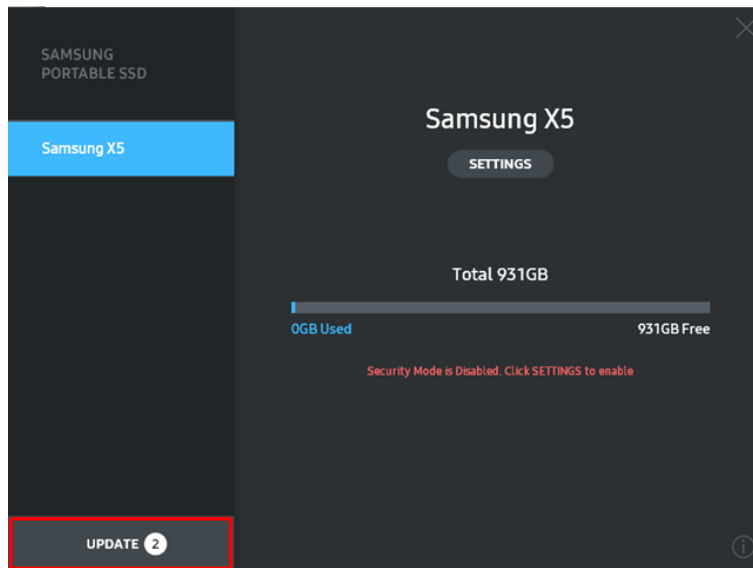 SAMSUNG
PORTABLE SSD
Samsung X5
Samsung X5
SETTINGS
Total 931GB
0GB Used
931GB Free
Security Mode is Disabled. Click SETTINGS to enable
UPDATE 2